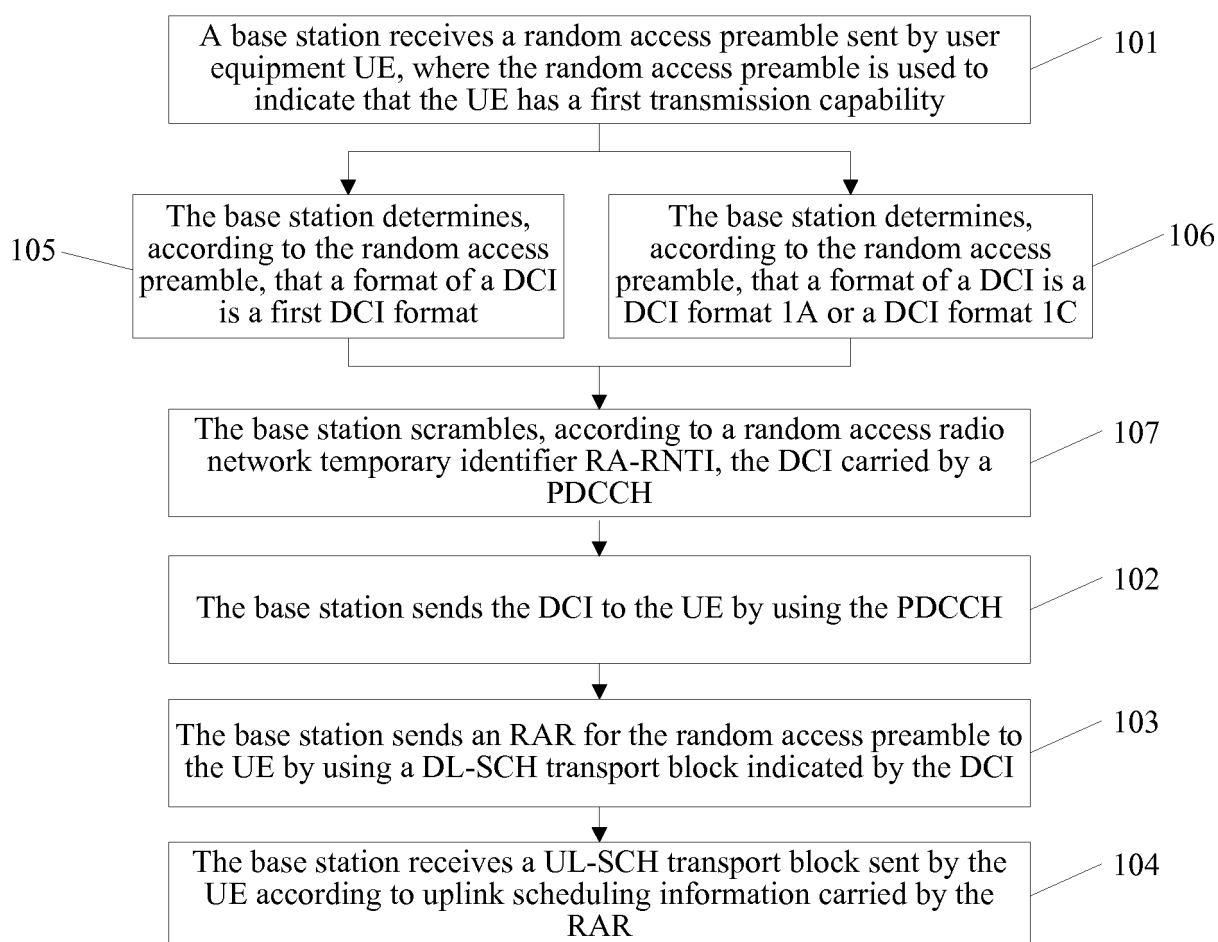 A base station receives a random access preamble sent by user
equipment UE, where the random access preamble is used to
indicate that the UE has a first transmission capability
101
The base station determines,
according to the random access
preamble, that a format of a DCI
is a first DCI format
105
The base station determines,
according to the random access
preamble, that a format of a DCI is a
DCI format 1A or a DCI format 1C
106
The base station scrambles, according to a random access radio
network temporary identifier RA-RNTI, the DCI carried by a
PDCCH
107
The base station sends the DCI to the UE by using the PDCCH
102
The base station sends an RAR for the random access preamble to
the UE by using a DL-SCH transport block indicated by the DCI
103
The base station receives a UL-SCH transport block sent by the
UE according to uplink scheduling information carried by the
RAR
104